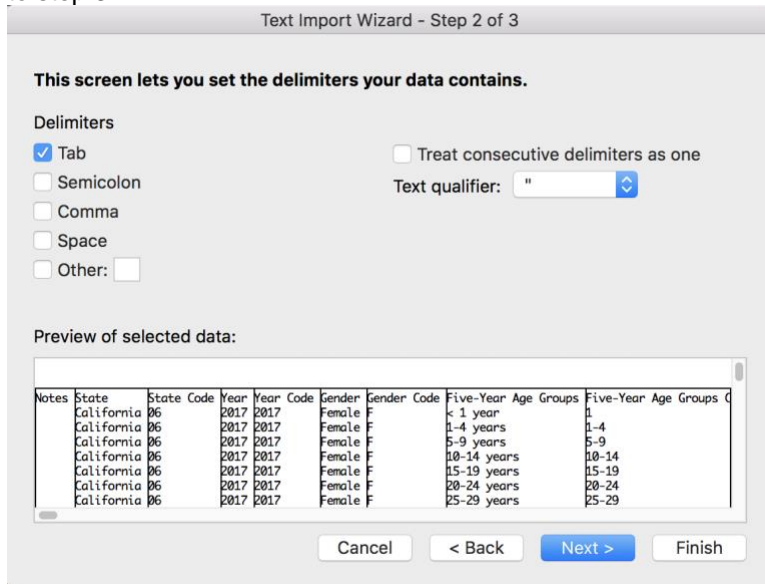 Text Import Wizard - Step 2 of 3
This screen lets you set the delimiters your data contains.
Delimiters
Tab
Treat consecutive delimiters as one
Semicolon
Text qualifier: "
Comma
Space
Other:
Preview of selected data:
Notes State State Code Year Year Code Gender Gender Code Five-Year Age Groups Five-Year Age Groups C
California 06 2017 2017 Female F < 1 year 1
California 06 2017 2017 Female F 1-4 years 1-4
California 06 2017 2017 Female F 5-9 years 5-9
California 06 2017 2017 Female F 10-14 years 10-14
California 06 2017 2017 Female F 15-19 years 15-19
California 06 2017 2017 Female F 20-24 years 20-24
California 06 2017 2017 Female F 25-29 years 25-29
Cancel < Back Next > Finish